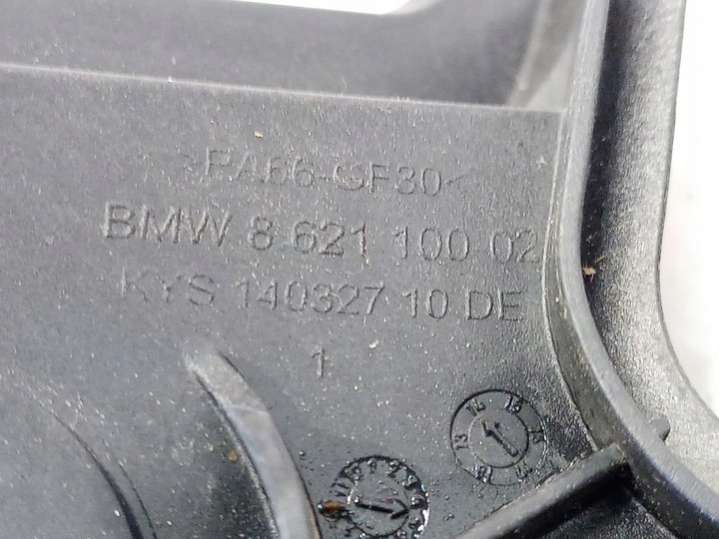 >PA66-GF30<
BMW 8 621 100 02
KYS 140327 10 DE
1